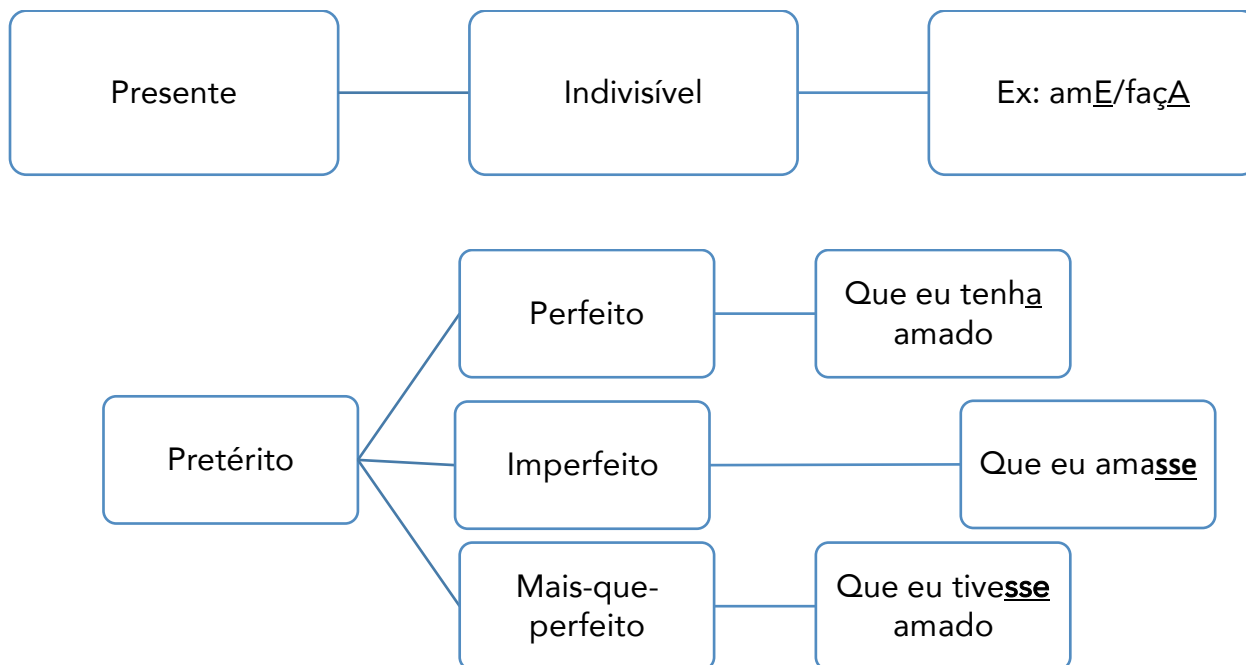 Presente
Indivisível
Ex: amE/façA
Perfeito
Que eu tenha
amado
Pretérito
Imperfeito
Que eu amasse
Mais-que-
perfeito
Que eu tivesse
amado